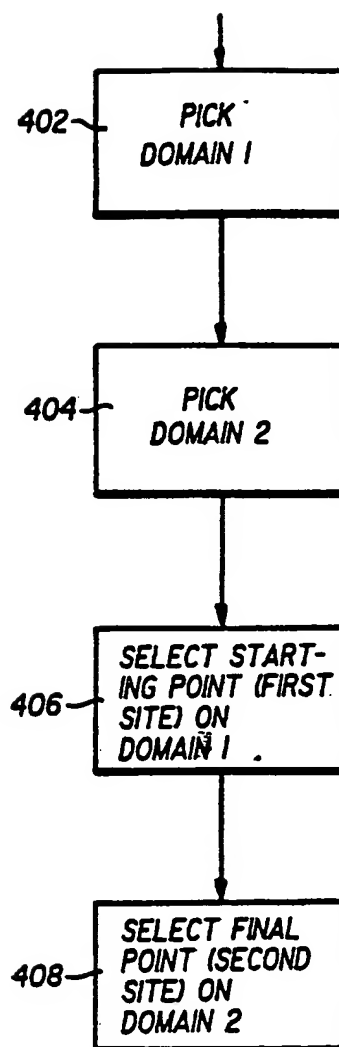 402
PICK
DOMAIN 1
404
PICK
DOMAIN 2
406
SELECT START-
ING POINT (FIRST
SITE) ON
DOMAIN 1
408
SELECT FINAL
POINT (SECOND
SITE) ON
DOMAIN 2